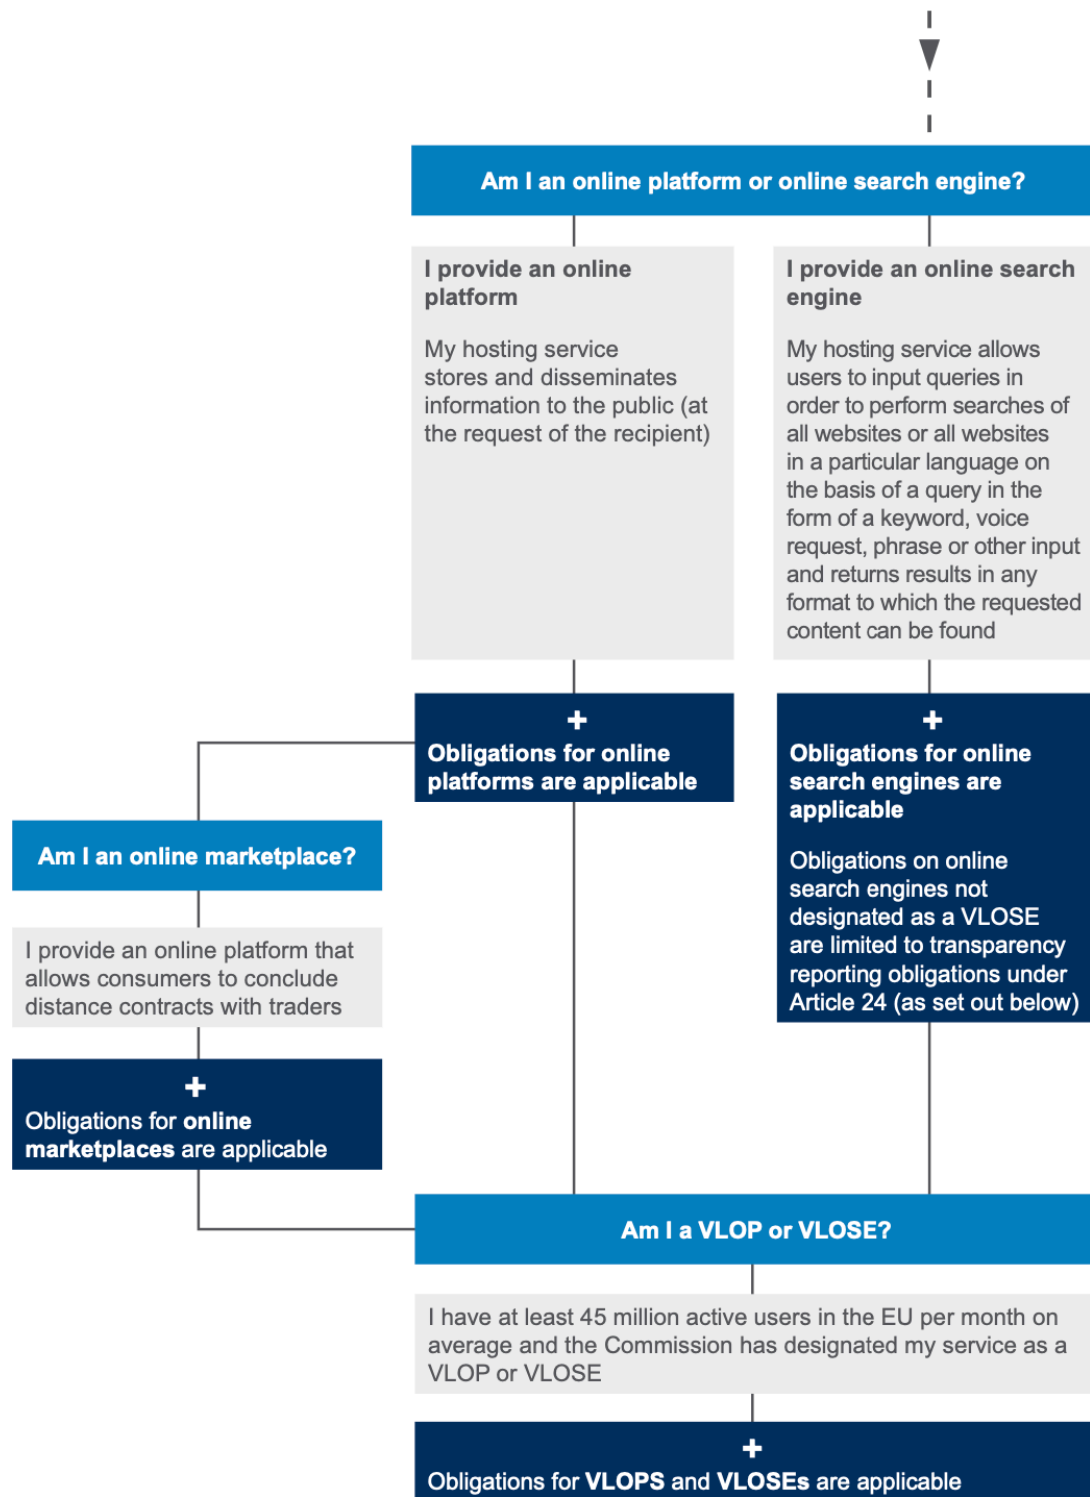 Am I an online platform or online search engine?
I provide an online
platform
My hosting service
stores and disseminates
information to the public (at
the request of the recipient)
I provide an online search
engine
My hosting service allows
users to input queries in
order to perform searches of
all websites or all websites
in a particular language on
the basis of a query in the
form of a keyword, voice
request, phrase or other input
and returns results in any
format to which the requested
content can be found
+
Obligations for online
platforms are applicable
+
Obligations for online
search engines are
applicable
Obligations on online
search engines not
designated as a VLOSE
are limited to transparency
reporting obligations under
Article 24 (as set out below)
Am I an online marketplace?
I provide an online platform that
allows consumers to conclude
distance contracts with traders
+
Obligations for online
marketplaces are applicable
Am I a VLOP or VLOSE?
I have at least 45 million active users in the EU per month on
average and the Commission has designated my service as a
VLOP or VLOSE
+
Obligations for VLOPS and VLOSEs are applicable